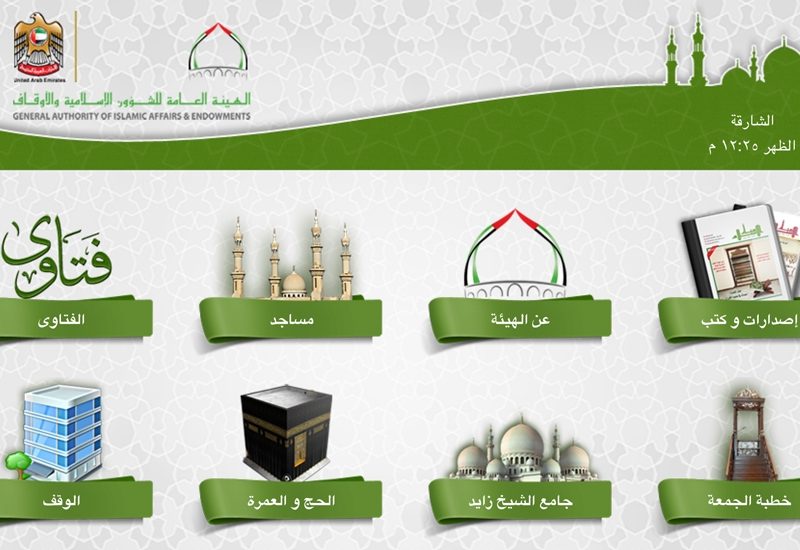 United Arab Emirates
الهيئة العامة للشؤون الإسلامية والأوقاف
GENERAL AUTHORITY OF ISLAMIC AFFAIRS & ENDOWMENTS
الشارقة
الظهر ١٢:٢٥ م
فتاوى
إصدارات و كتب
عن الهيئة
مساجد
الفتاوى
خطبة الجمعة
جامع الشيخ زايد
الحج و العمرة
الوقف